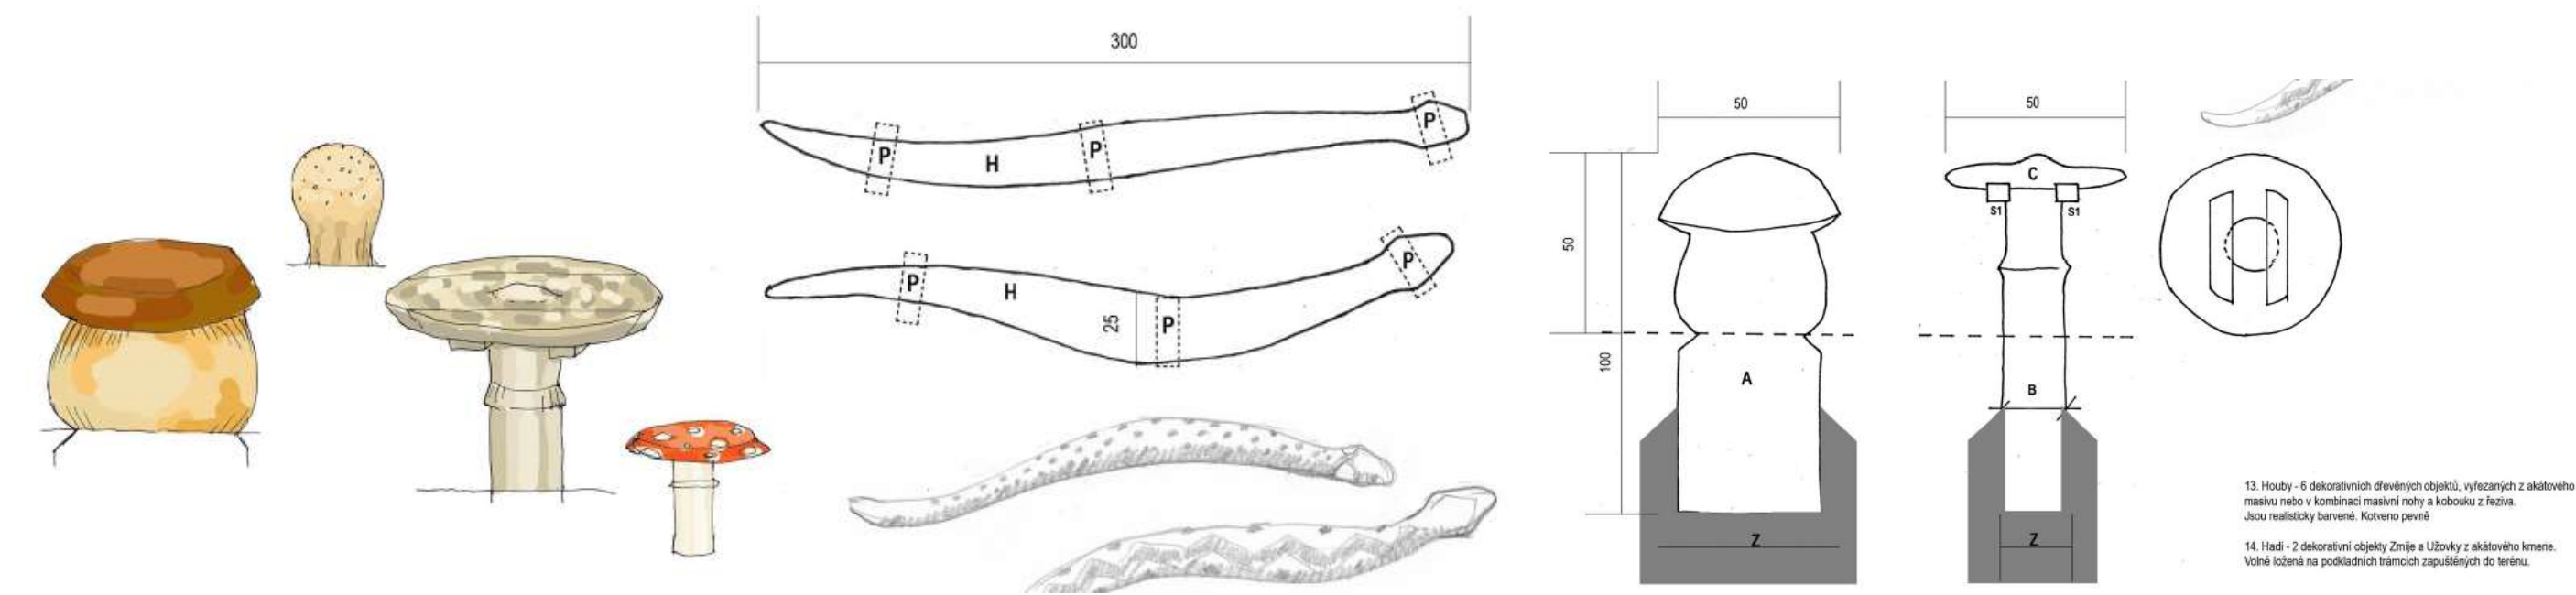 300
P
H
P
P
P
H
25
P
P
50
50
100
A
Z
50
C
S1
S1
B
Z
13. Houby - 6 dekorativních dřevěných objektů, vyřezaných z akátového
masivu nebo v kombinaci masivní nohy a kobouku z řeziva.
Jsou realisticky barvené. Kotveno pevně
14. Hadi - 2 dekorativní objekty Zmije a Užovky z akátového kmene.
Volně ložená na podkladních trámcích zapuštěných do terénu.